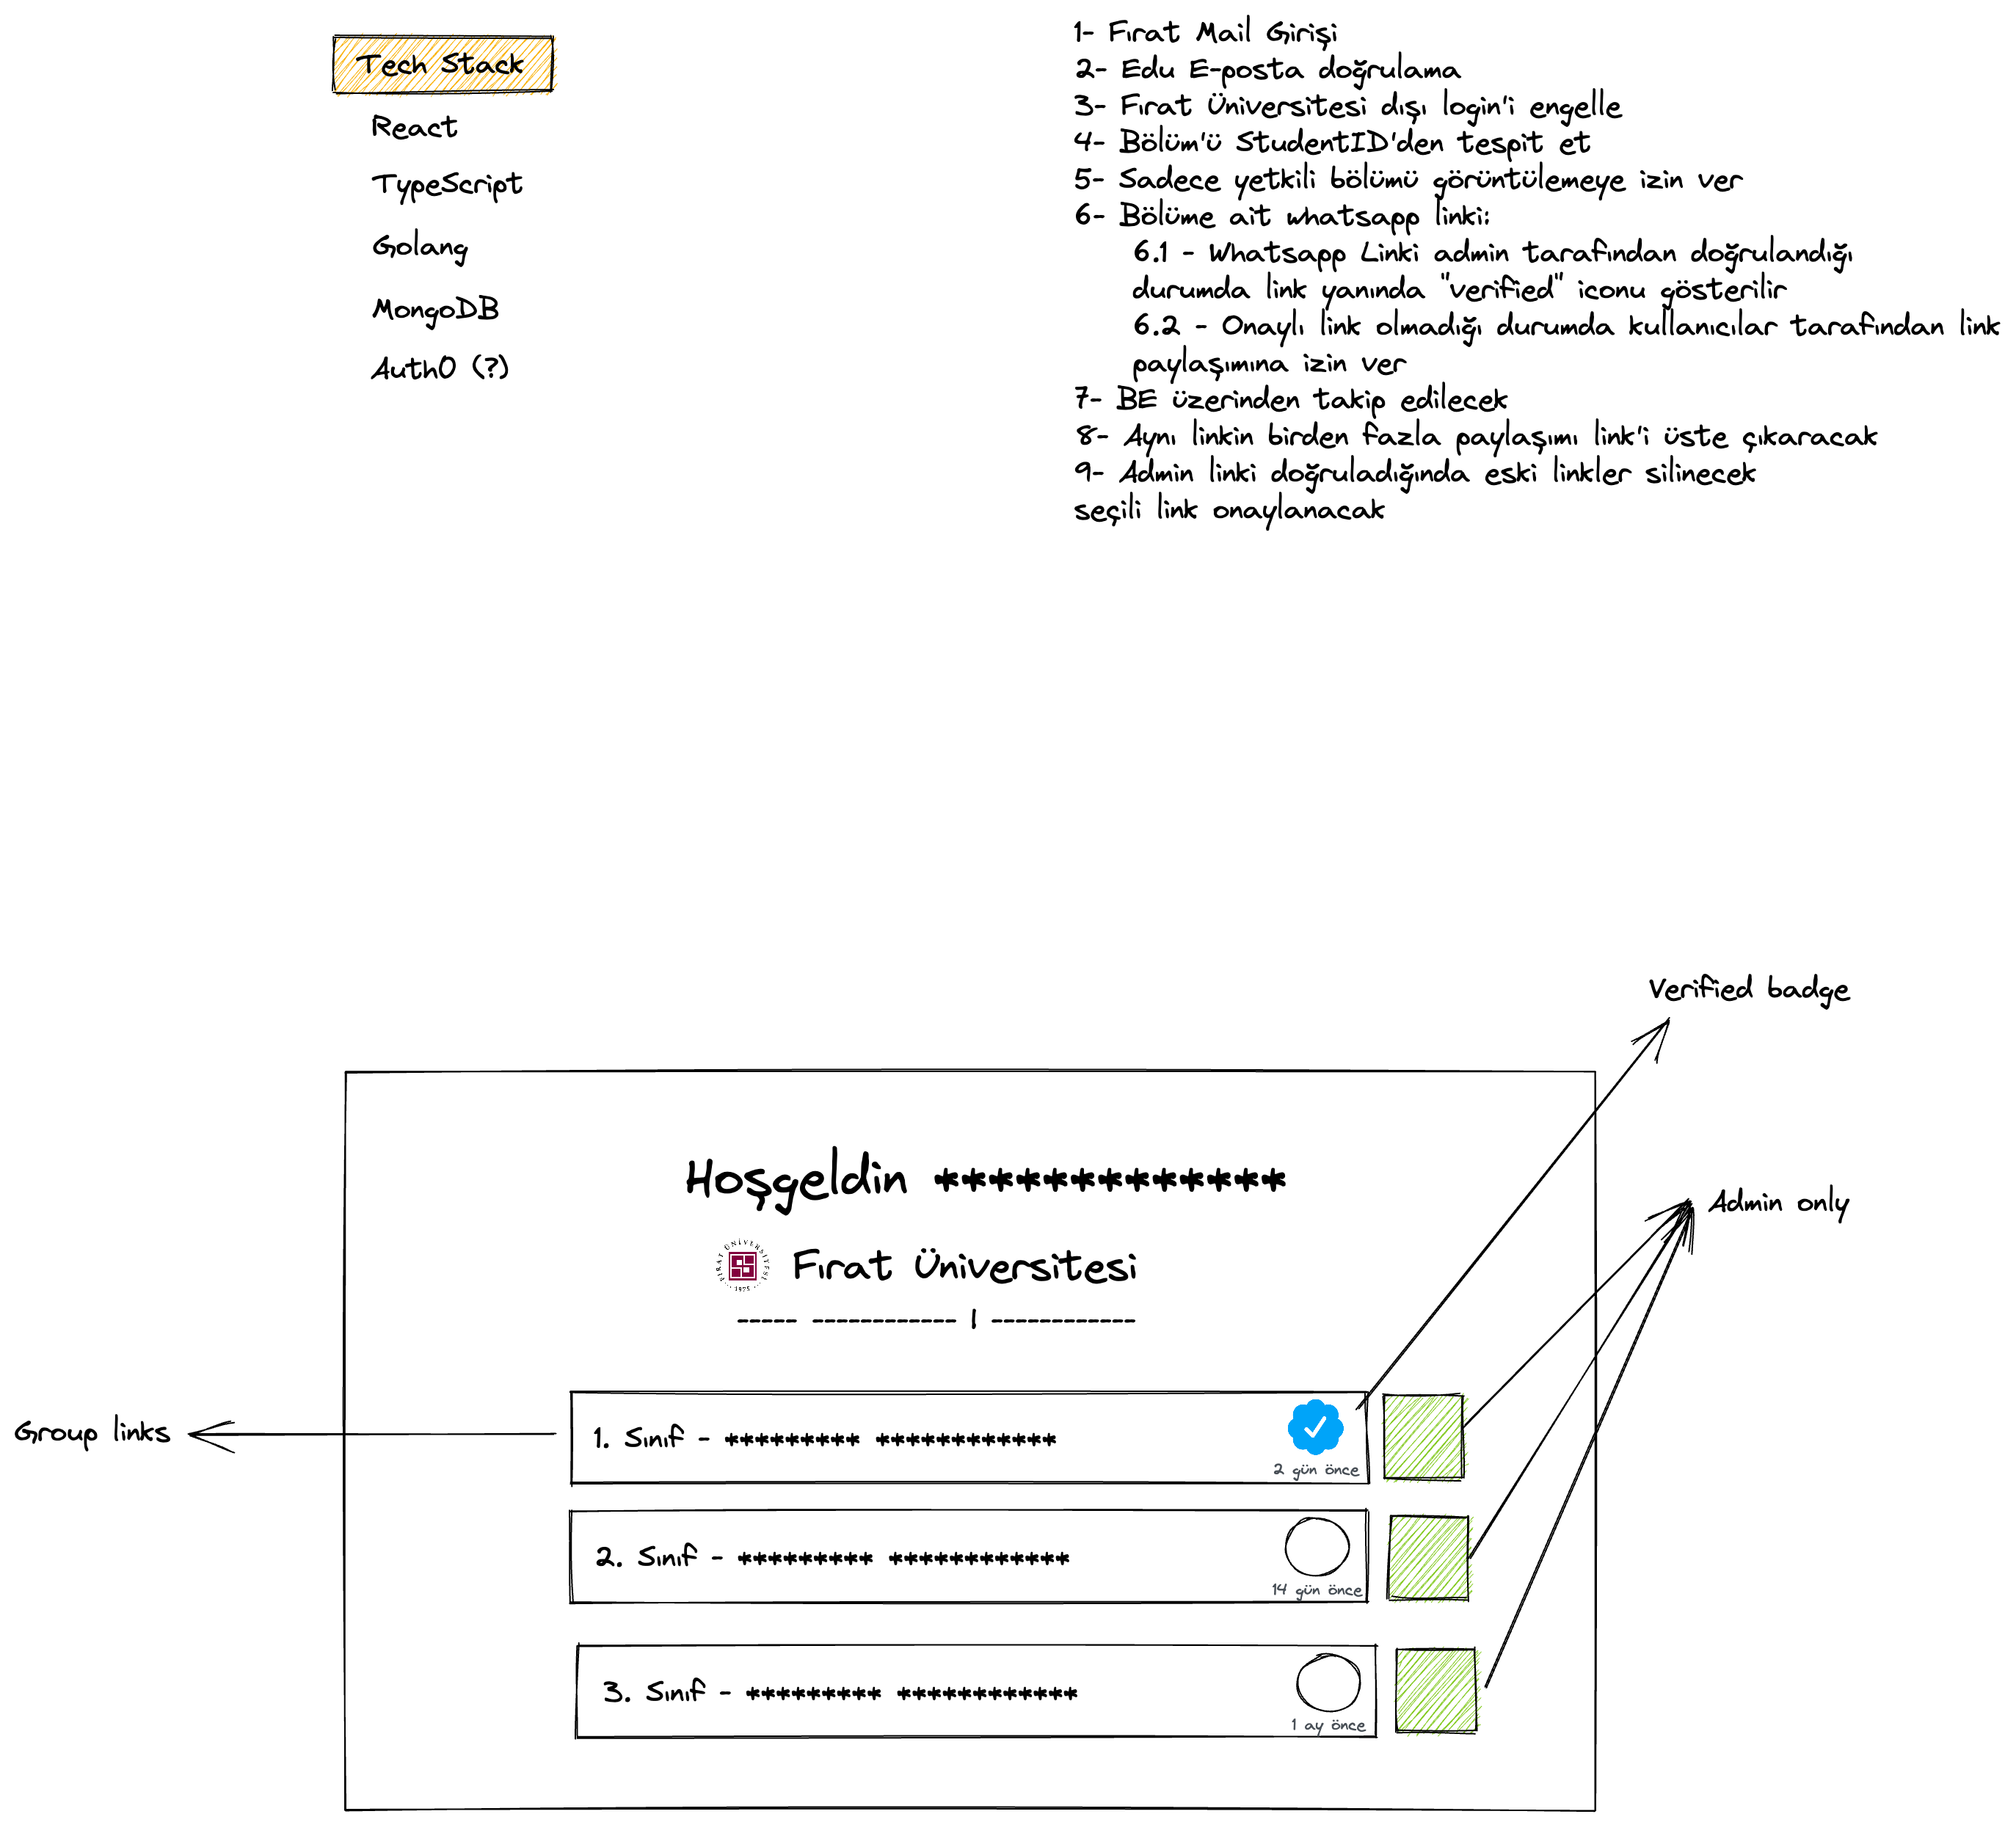 Tech Stack
React
TypeScript
Golang
MongoDB
Auth0 (?)
1- Fırat Mail Girişi
2- Edu E-posta doğrulama
3- Fırat Üniversitesi dışı login'i engelle
4- Bölüm'ü StudentID'den tespit et
5- Sadece yetkili bölümü görüntülemeye izin ver
6- Bölüme ait whatsapp linki:
6.1 - Whatsapp Linki admin tarafından doğrulandığı
durumda link yanında "verified" iconu gösterilir
6.2 - Onaylı link olmadığı durumda kullanıcılar tarafından link
paylaşımına izin ver
7- BE üzerinden takip edilecek
8- Aynı linkin birden fazla paylaşımı link'i üste çıkaracak
9- Admin linki doğruladığında eski linkler silinecek
seçili link onaylanacak
Verified badge
Admin only
Group links
Hoşgeldin *************
FIRAT ÜNİVERSİTESİ
1975
Fırat Üniversitesi
----- ------------ | ------------
1. Sınıf - ********* ************
2 gün önce
2. Sınıf - ********* ************
14 gün önce
3. Sınıf - ********* ************
1 ay önce